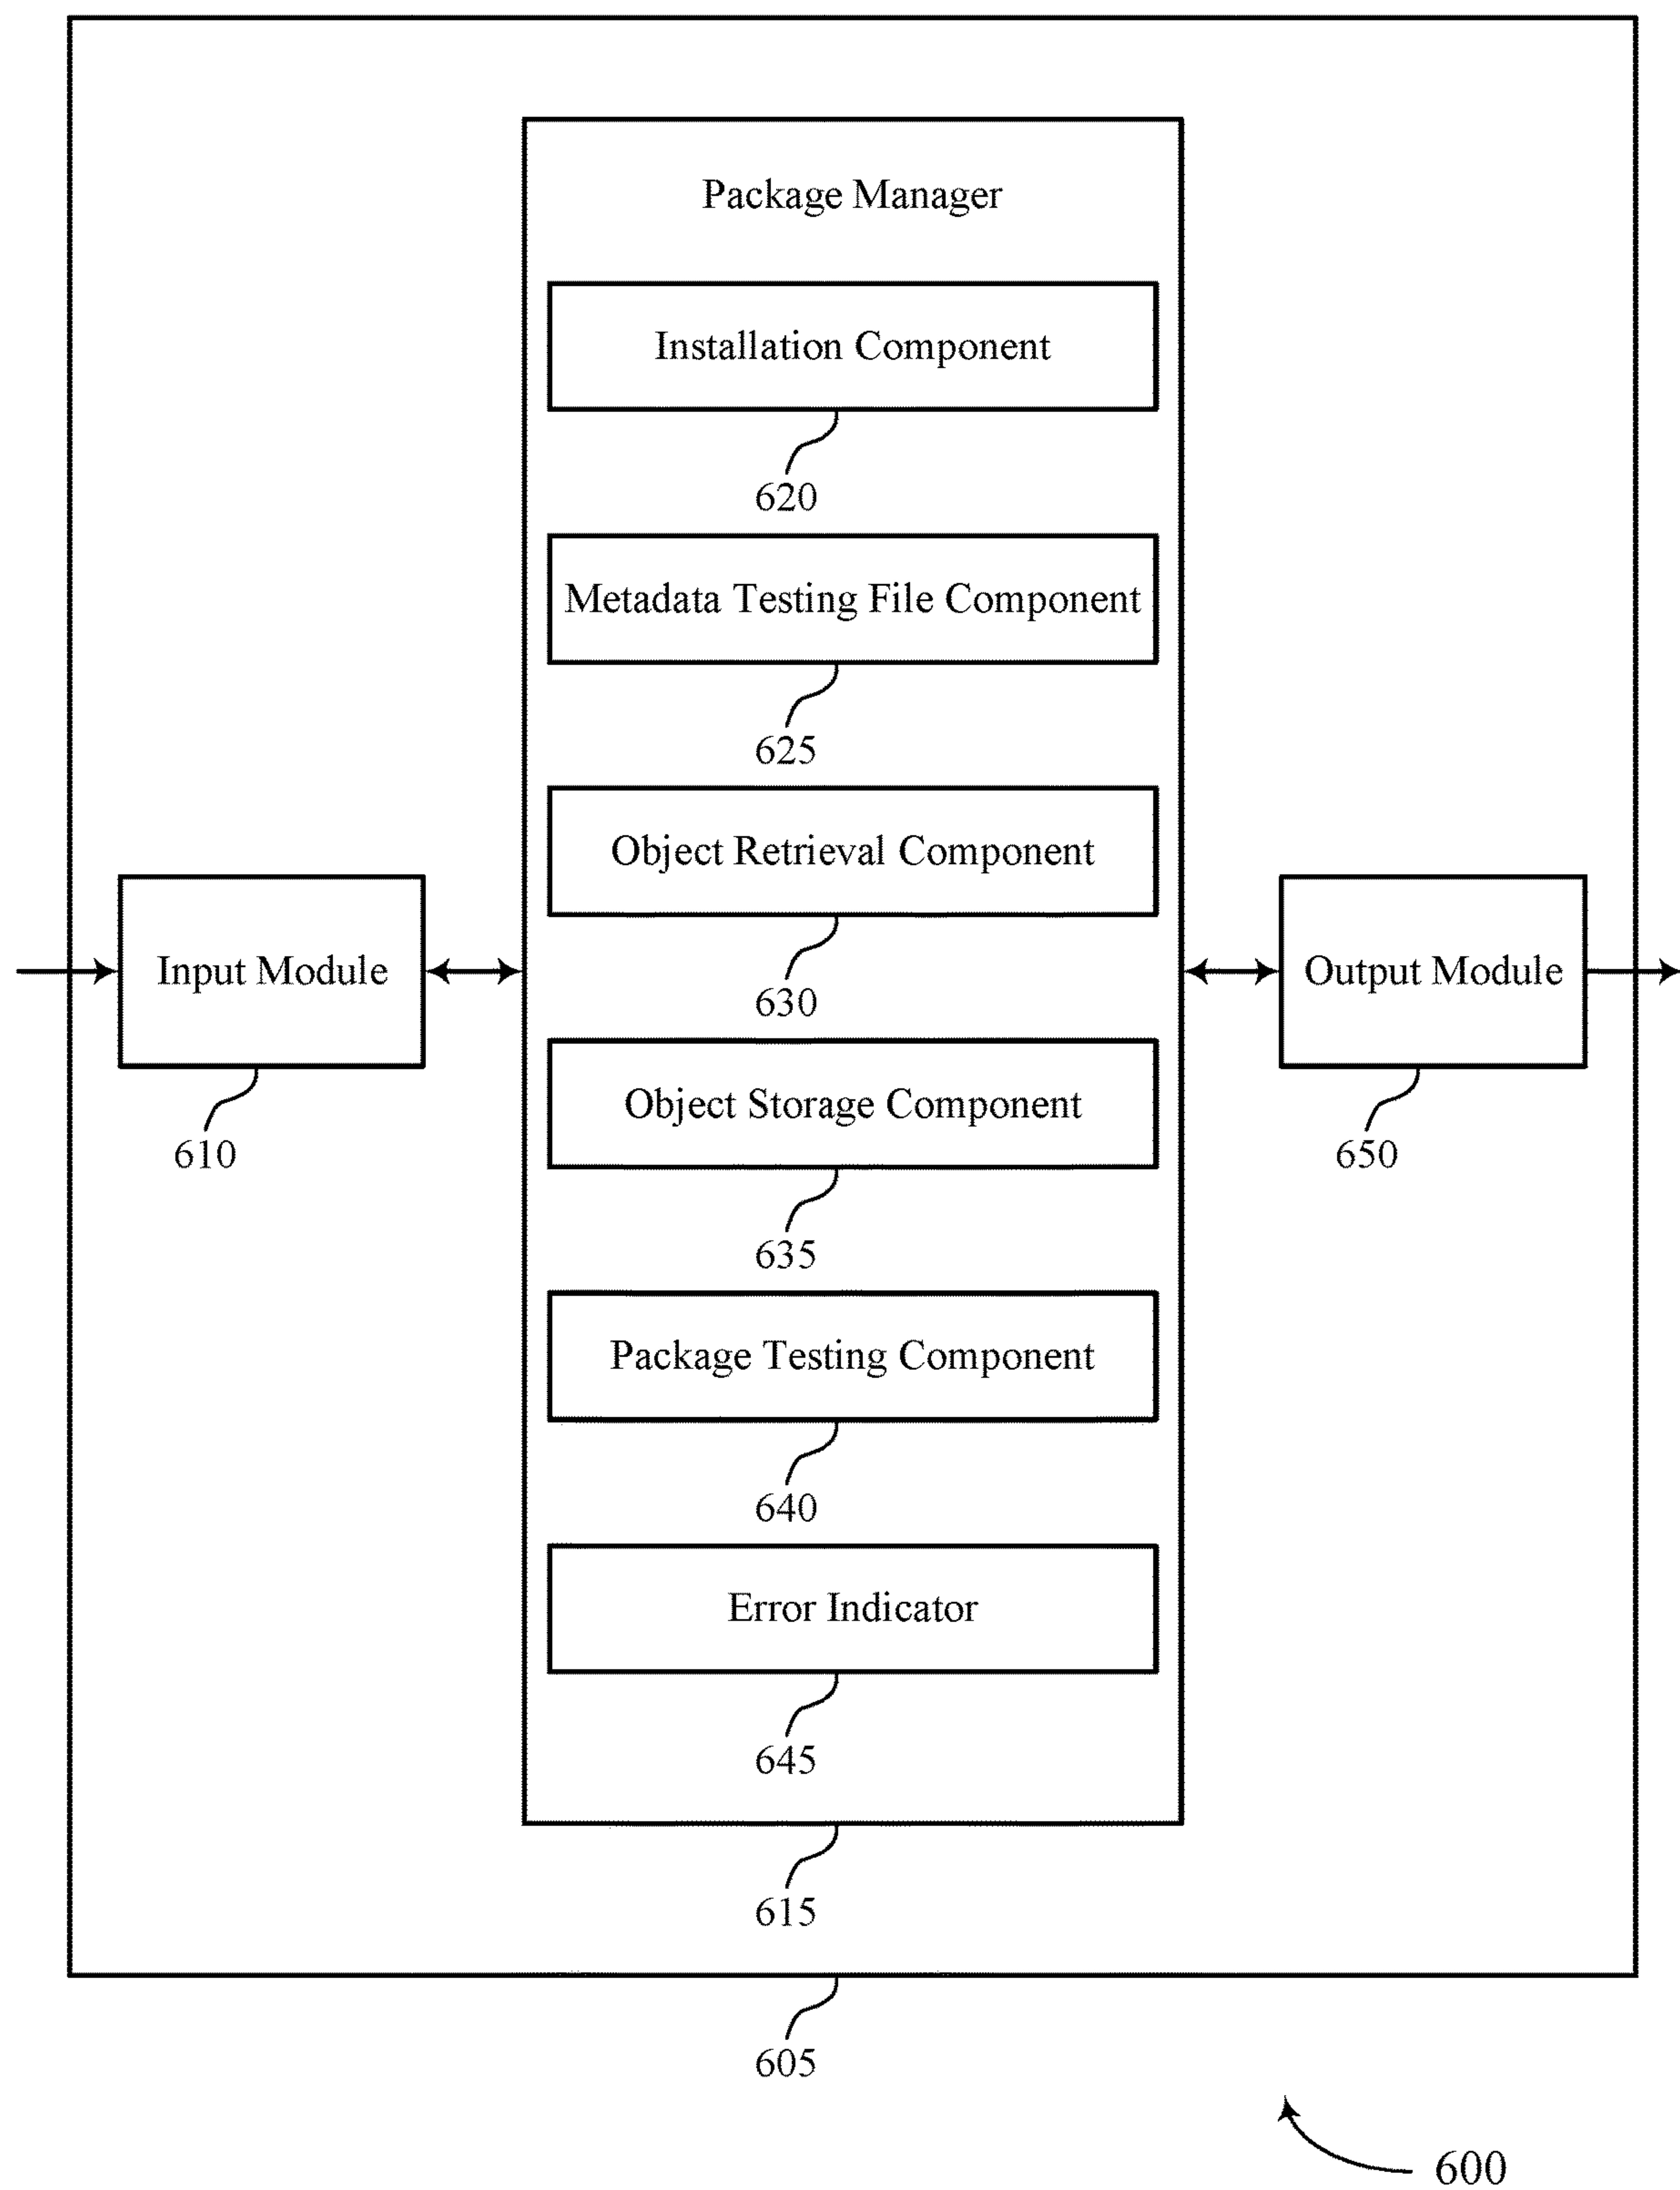 Package Manager
Installation Component
620
Metadata Testing File Component
625
Object Retrieval Component
630
Input Module
610
Output Module
650
Object Storage Component
635
Package Testing Component
640
Error Indicator
645
615
605
600